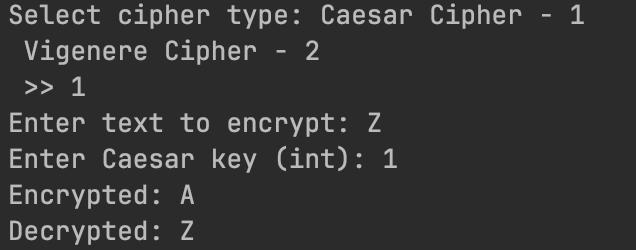 Select cipher type: Caesar Cipher - 1
Vigenere Cipher - 2
>> 1
Enter text to encrypt: Z
Enter Caesar key (int): 1
Encrypted: A
Decrypted: Z